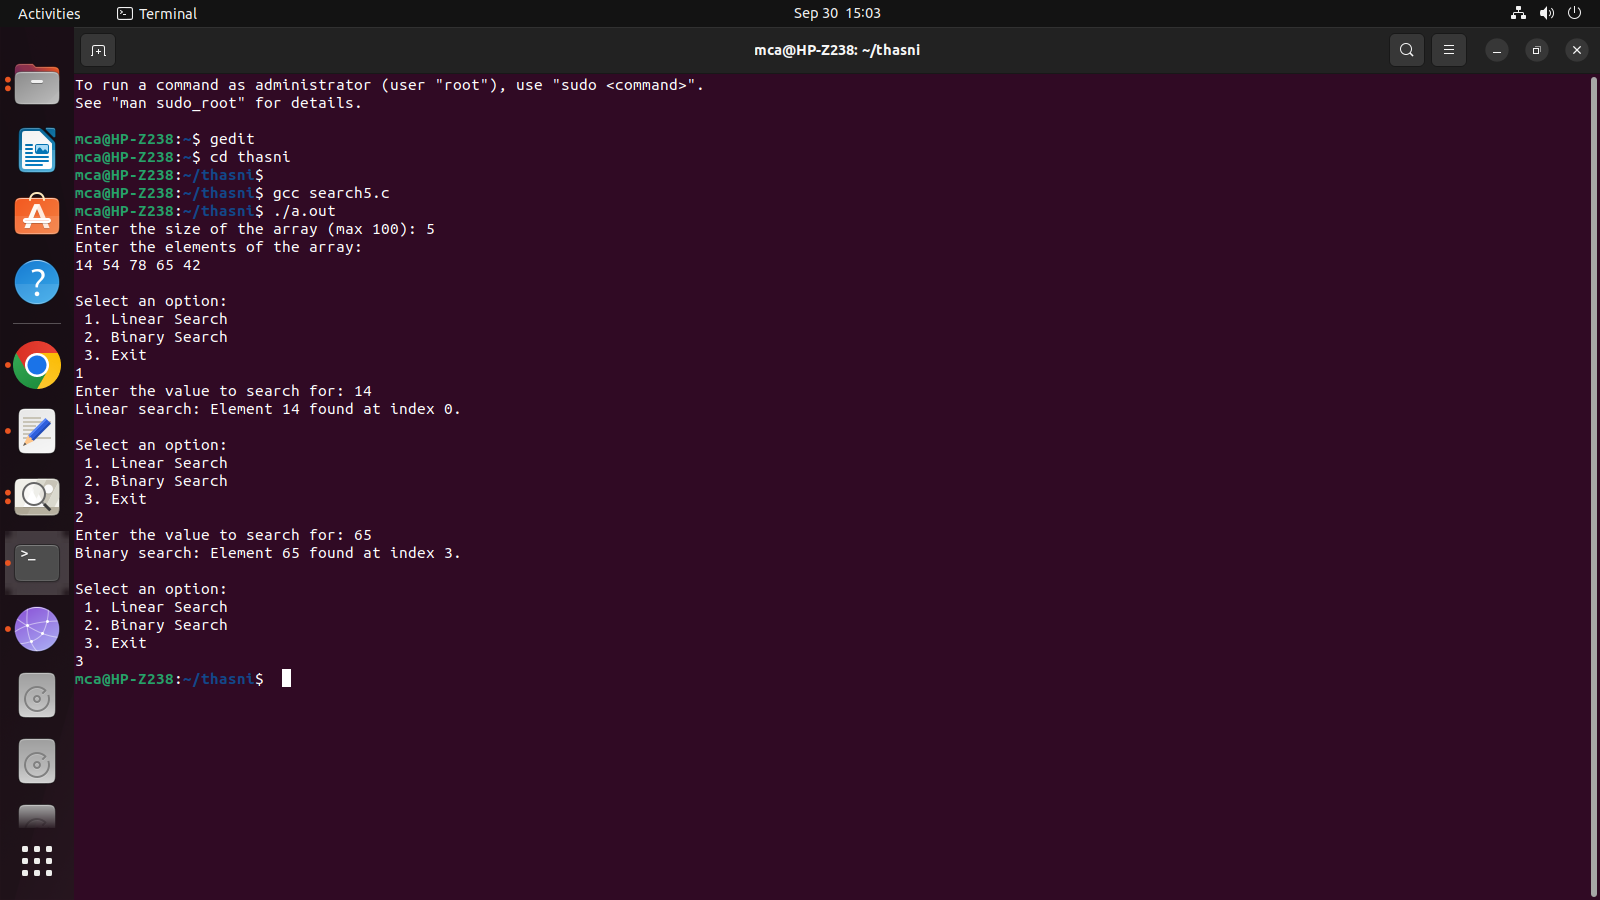 Activities
Terminal
Sep 30 15:03
mca@HP-Z238: ~/thasni
To run a command as administrator (user "root"), use "sudo <command>".
See "man sudo_root" for details.
mca@HP-Z238:~$ gedit
mca@HP-Z238:~$ cd thasni
mca@HP-Z238:~/thasni$
mca@HP-Z238:~/thasni$ gcc search5.c
mca@HP-Z238:~/thasni$ ./a.out
Enter the size of the array (max 100): 5
Enter the elements of the array:
14 54 78 65 42
Select an option:
1. Linear Search
2. Binary Search
3. Exit
1
Enter the value to search for: 14
Linear search: Element 14 found at index 0.
Select an option:
1. Linear Search
2. Binary Search
3. Exit
2
Enter the value to search for: 65
Binary search: Element 65 found at index 3.
Select an option:
1. Linear Search
2. Binary Search
3. Exit
3
mca@HP-Z238:~/thasni$